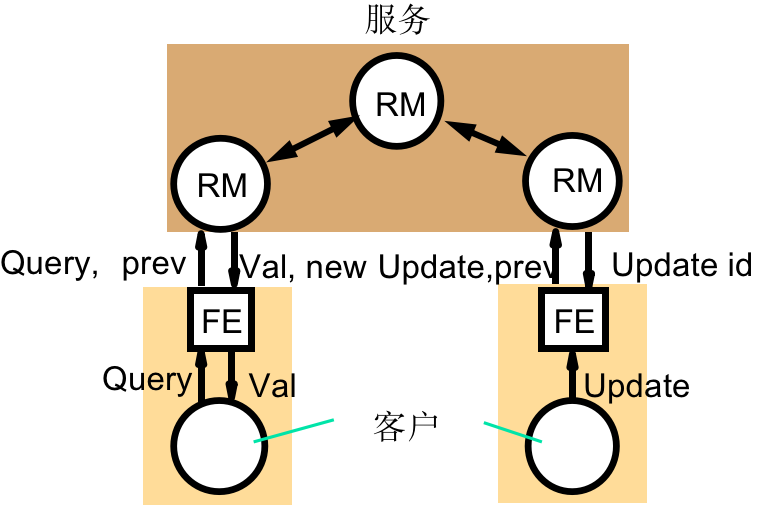 服务
RM
RM
RM
Query, prev
Val, new
Update,prev
Update id
FE
FE
Query
Val
Update
客户